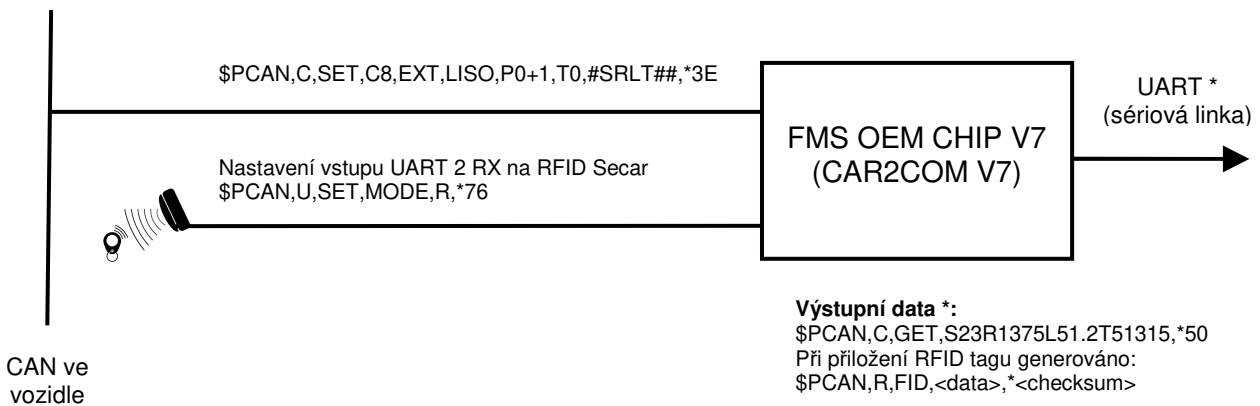 $PCAN,C,SET,C8,EXT,LISO,P0+1,T0,#SRLT##,*3E
UART *
(sériová linka)
FMS OEM CHIP V7
(CAR2COM V7)
Nastavení vstupu UART 2 RX na RFID Secar
$PCAN,U,SET,MODE,R,*76
Výstupní data *:
$PCAN,C,GET,S23R1375L51.2T51315,*50
Při přiložení RFID tagu generováno:
$PCAN,R,FID,<data>,*<checksum>
CAN ve
vozidle